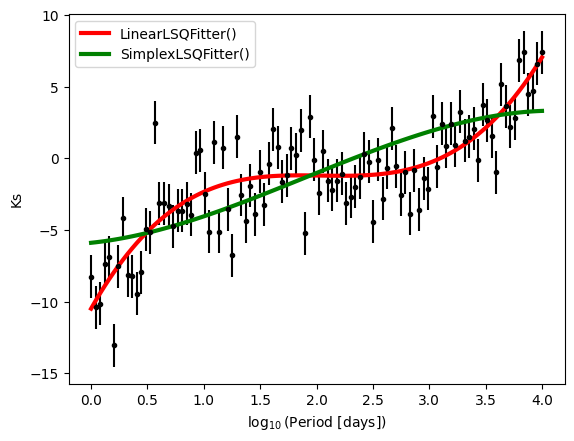 LinearLSQFitter()
SimplexLSQFitter()
10
5
0
−5
−10
−15
Ks
0.0 0.5 1.0 1.5 2.0 2.5 3.0 3.5 4.0
log₁₀(Period [days])